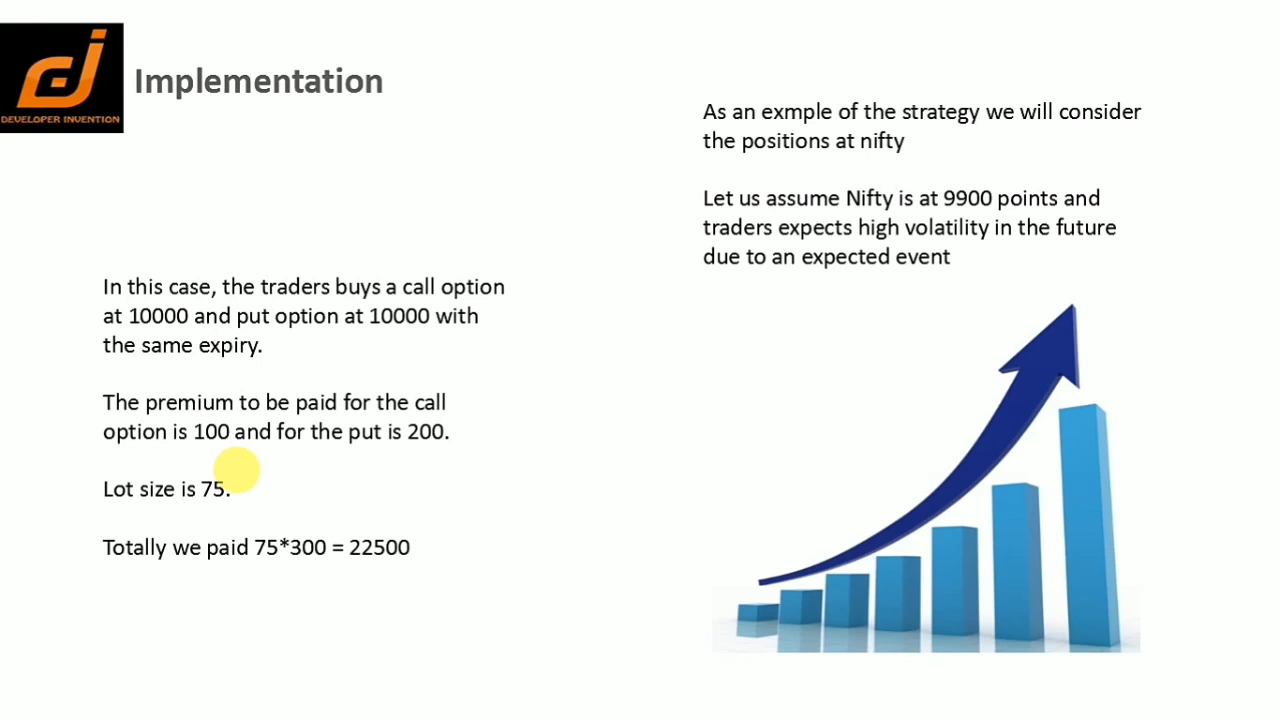 DEVELOPER INVENTION
Implementation
As an exmple of the strategy we will consider
the positions at nifty
Let us assume Nifty is at 9900 points and
traders expects high volatility in the future
due to an expected event
In this case, the traders buys a call option
at 10000 and put option at 10000 with
the same expiry.
The premium to be paid for the call
option is 100 and for the put is 200.
Lot size is 75.
Totally we paid 75*300 = 22500